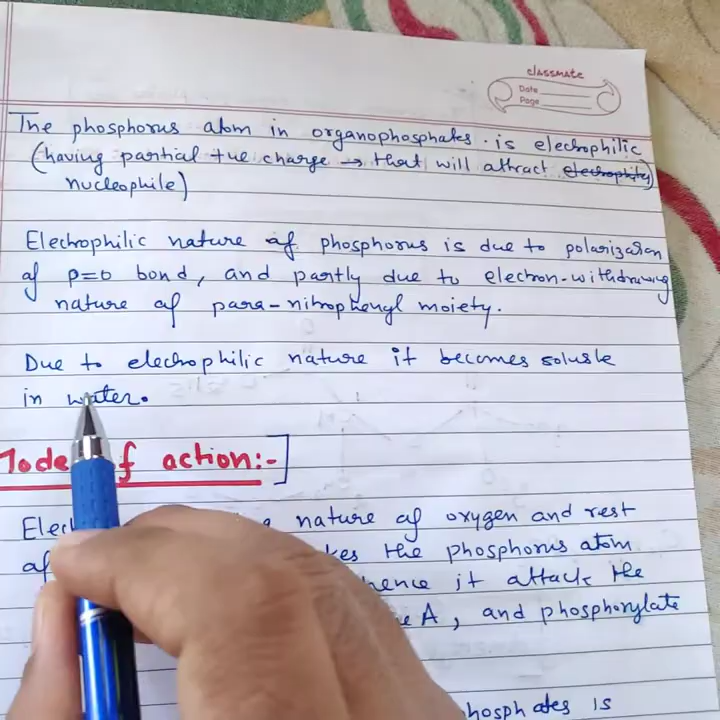 classmate
Date
Page
The phosphorus atom in organophosphates is electrophilic
(having partial +ve charge → that will attract
nucleophile)
Electrophilic nature of phosphorus is due to polarization
of P=O bond, and partly due to electron-withdrawing
nature of para-nitrophenyl moiety.
Due to electrophilic nature it becomes soluble
in water.
Mode of action:-
nature of oxygen and rest
of the phosphorus atom
hence it attack the
A, and phosphorylate
is